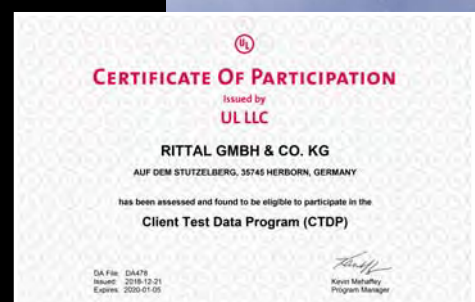 UL
CERTIFICATE OF PARTICIPATION
Issued by
UL LLC
RITTAL GMBH & CO. KG
AUF DEM STUTZELBERG, 35745 HERBORN, GERMANY
has been assessed and found to be eligible to participate in the
Client Test Data Program (CTDP)
DA File: DA478
Issued: 2018-12-21
Expires: 2020-01-05
Kevin Mehaffey
Program Manager